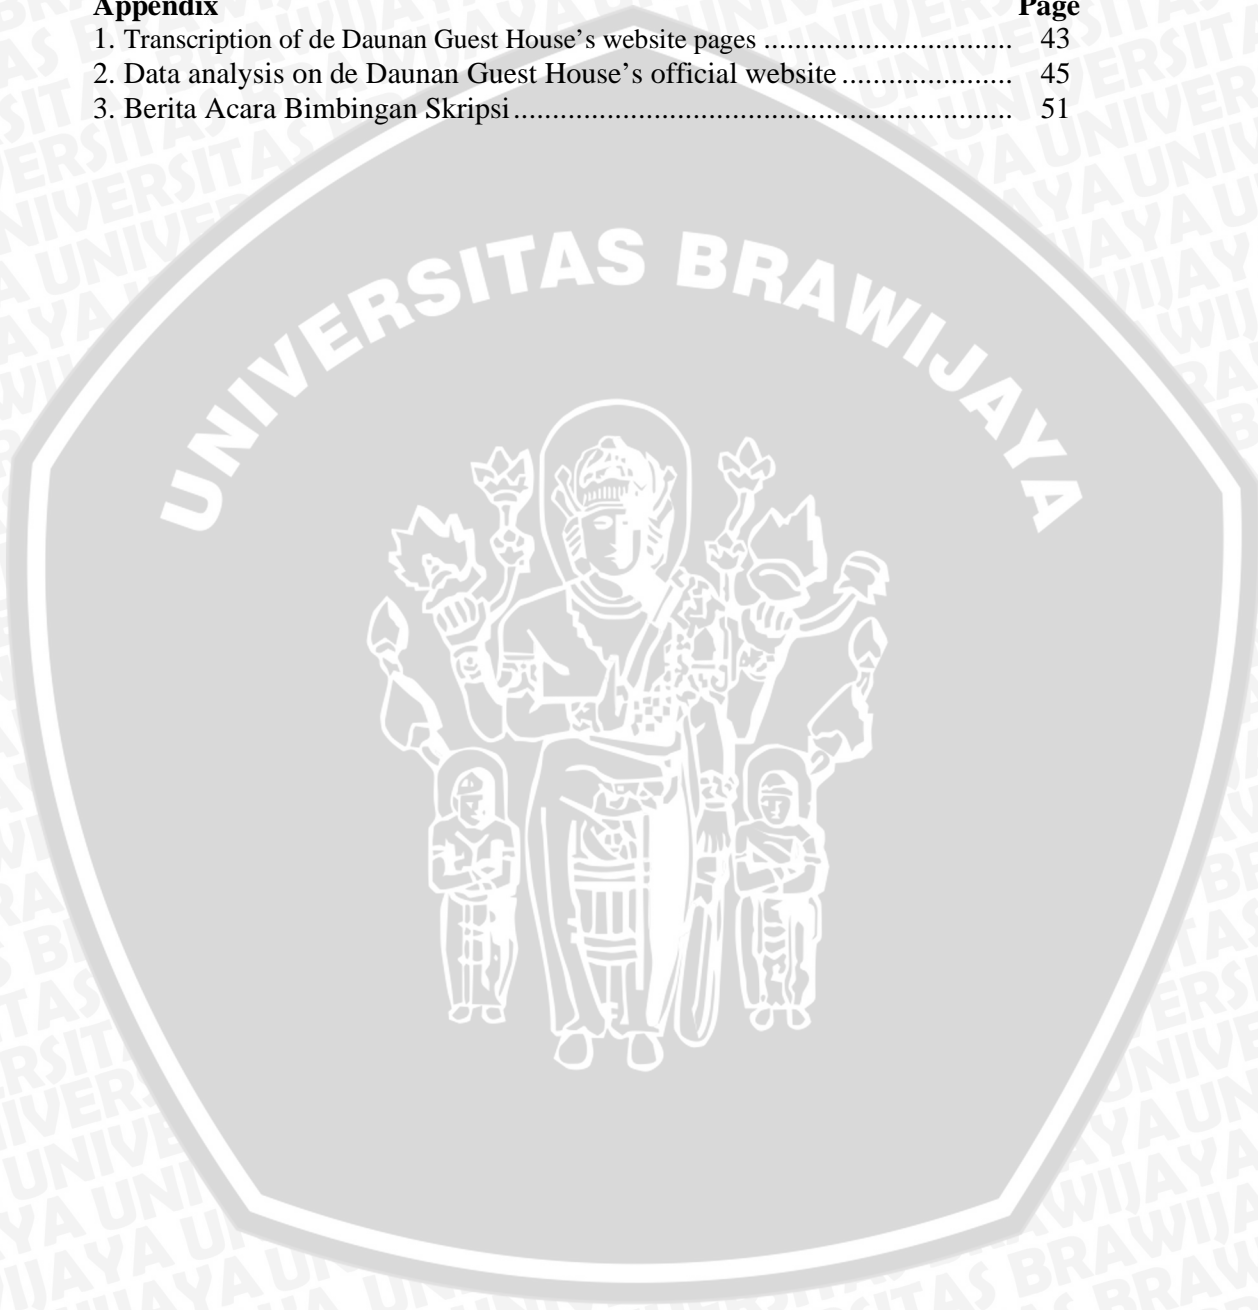 Appendix Page
1. Transcription of de Daunan Guest House’s website pages .................................. 43
2. Data analysis on de Daunan Guest House’s official website ...................... 45
3. Berita Acara Bimbingan Skripsi ................................................................... 51
UNIVERSITAS BRAWIJAYA